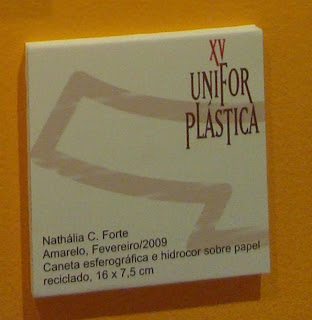 XV
UNIFOR
PLÁSTICA
Nathália C. Forte
Amarelo, Fevereiro/2009
Caneta esferográfica e hidrocor sobre papel
reciclado, 16 x 7,5 cm